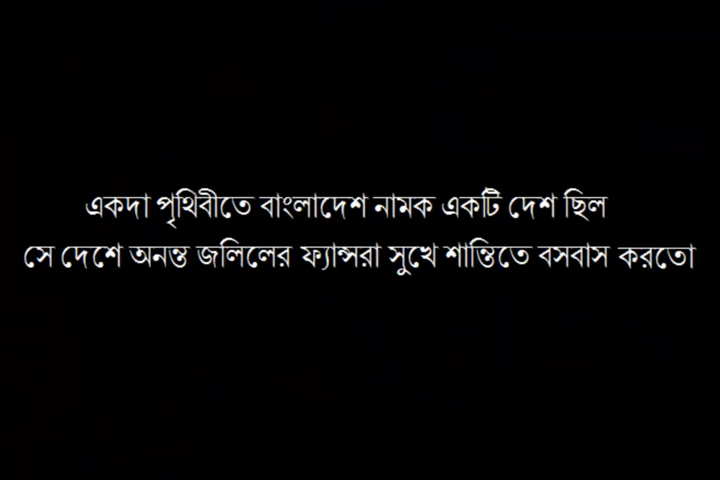 একদা পৃথিবীতে বাংলাদেশ নামক একটি দেশ ছিল
সে দেশে অনন্ত জলিলের ফ্যান্সরা সুখে শান্তিতে বসবাস করতো